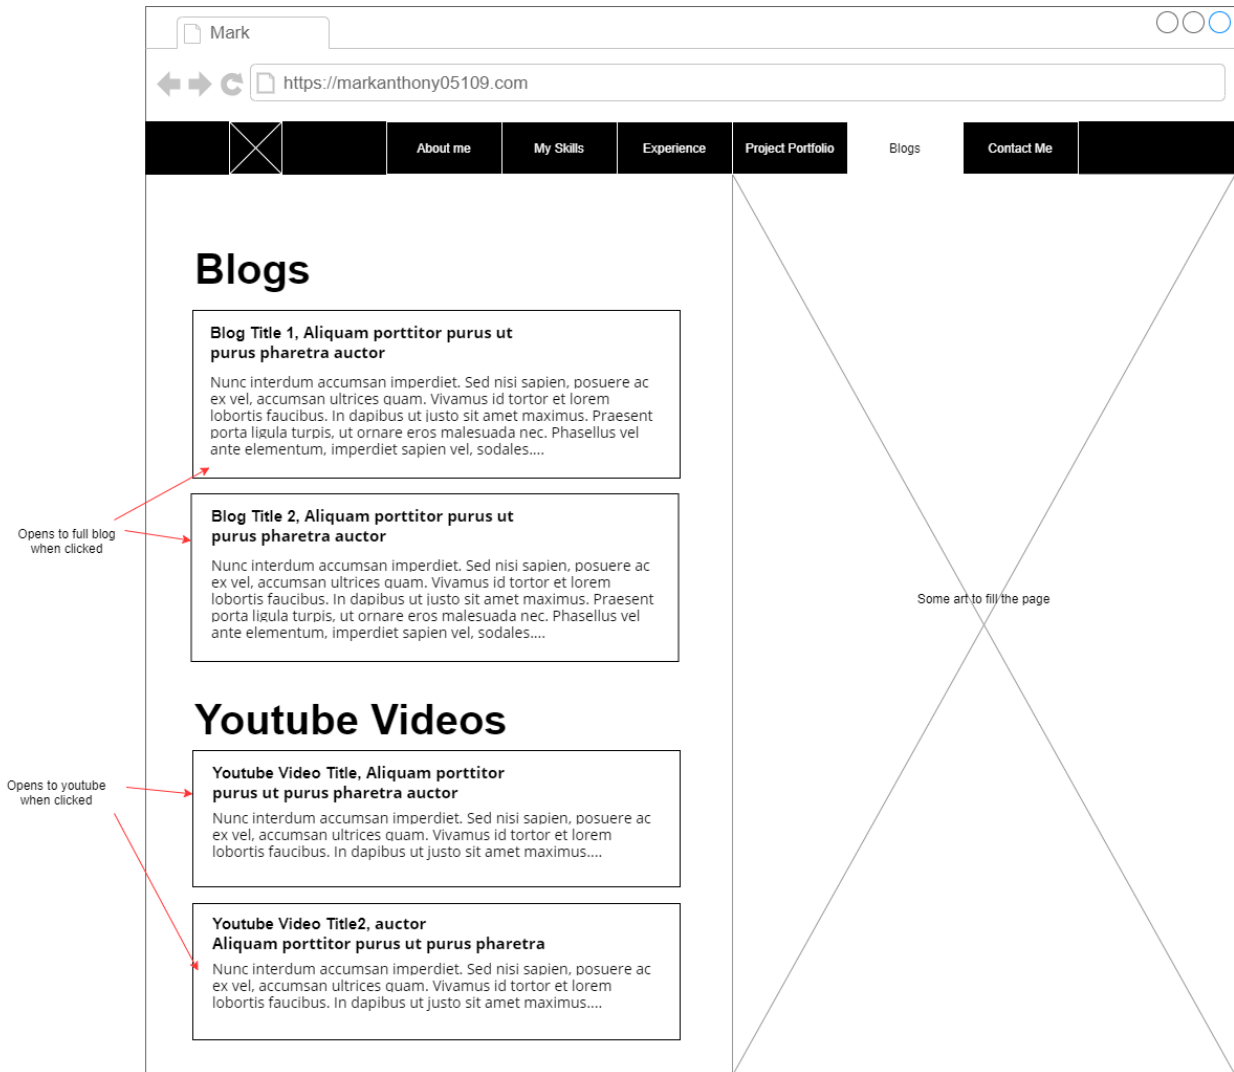 Mark
https://markanthony05109.com
About me
My Skills
Experience
Project Portfolio
Blogs
Contact Me
Blogs
Blog Title 1, Aliquam porttitor purus ut
purus pharetra auctor
Nunc interdum accumsan imperdiet. Sed nisi sapien, posuere ac
ex vel, accumsan ultrices quam. Vivamus id tortor et lorem
lobortis faucibus. In dapibus ut justo sit amet maximus. Praesent
porta ligula turpis, ut ornare eros malesuada nec. Phasellus vel
ante elementum, imperdiet sapien vel, sodales....
Opens to full blog
when clicked
Blog Title 2, Aliquam porttitor purus ut
purus pharetra auctor
Nunc interdum accumsan imperdiet. Sed nisi sapien, posuere ac
ex vel, accumsan ultrices quam. Vivamus id tortor et lorem
lobortis faucibus. In dapibus ut justo sit amet maximus. Praesent
porta ligula turpis, ut ornare eros malesuada nec. Phasellus vel
ante elementum, imperdiet sapien vel, sodales....
Some art to fill the page
Youtube Videos
Opens to youtube
when clicked
Youtube Video Title, Aliquam porttitor
purus ut purus pharetra auctor
Nunc interdum accumsan imperdiet. Sed nisi sapien, posuere ac
ex vel, accumsan ultrices quam. Vivamus id tortor et lorem
lobortis faucibus. In dapibus ut justo sit amet maximus....
Youtube Video Title2, auctor
Aliquam porttitor purus ut purus pharetra
Nunc interdum accumsan imperdiet. Sed nisi sapien, posuere ac
ex vel, accumsan ultrices quam. Vivamus id tortor et lorem
lobortis faucibus. In dapibus ut justo sit amet maximus....